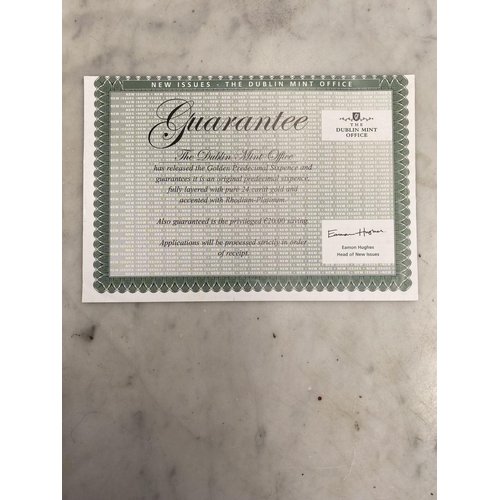 NEW ISSUES - THE DUBLIN MINT OFFICE
Guarantee
The Dublin Mint Office
has released the Golden Predecimal Sixpence and
guarantees it is an original predecimal sixpence,
fully layered with pure 24 carat gold and
accented with Rhodium-Platinum.
Also guaranteed is the privileged €20.00 saving.
Applications will be processed strictly in order
of receipt.
THE
DUBLIN MINT
OFFICE
Eamon Hughes
Eamon Hughes
Head of New Issues